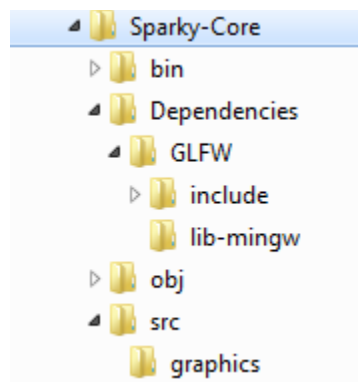 Sparky-Core
bin
Dependencies
GLFW
include
lib-mingw
obj
src
graphics